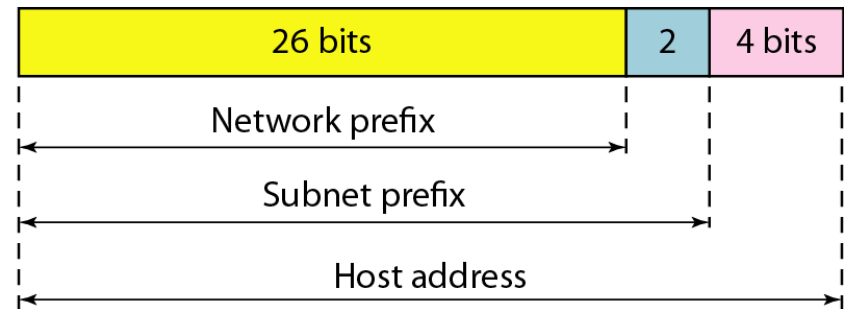 26 bits 2 4 bits
Network prefix
Subnet prefix
Host address